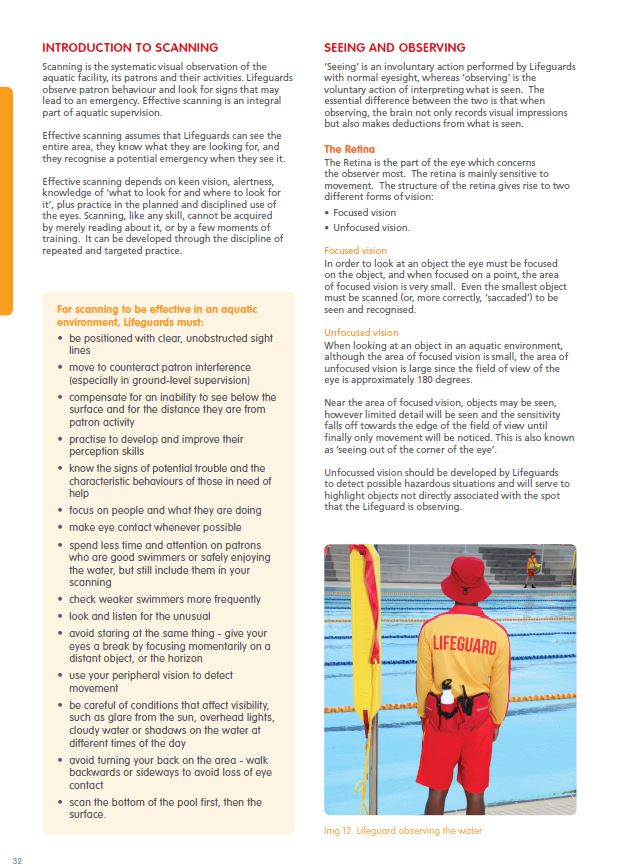 INTRODUCTION TO SCANNING
Scanning is the systematic visual observation of the
aquatic facility, its patrons and their activities. Lifeguards
observe patron behaviour and look for signs that may
lead to an emergency. Effective scanning is an integral
part of aquatic supervision.
Effective scanning assumes that Lifeguards can see the
entire area, they know what they are looking for, and
they recognise a potential emergency when they see it.
Effective scanning depends on keen vision, alertness,
knowledge of 'what to look for and where to look for
it', plus practice in the planned and disciplined use of
the eyes. Scanning, like any skill, cannot be acquired
by merely reading about it, or by a few moments of
training. It can be developed through the discipline of
repeated and targeted practice.
For scanning to be effective in an aquatic
environment, Lifeguards must:
• be positioned with clear, unobstructed sight
lines
• move to counteract patron interference
(especially in ground-level supervision)
• compensate for an inability to see below the
surface and for the distance they are from
patron activity
• practise to develop and improve their
perception skills
• know the signs of potential trouble and the
characteristic behaviours of those in need of
help
• focus on people and what they are doing
• make eye contact whenever possible
• spend less time and attention on patrons
who are good swimmers or safely enjoying
the water, but still include them in your
scanning
• check weaker swimmers more frequently
• look and listen for the unusual
• avoid staring at the same thing - give your
eyes a break by focusing momentarily on a
distant object, or the horizon
• use your peripheral vision to detect
movement
• be careful of conditions that affect visibility,
such as glare from the sun, overhead lights,
cloudy water or shadows on the water at
different times of the day
• avoid turning your back on the area - walk
backwards or sideways to avoid loss of eye
contact
• scan the bottom of the pool first, then the
surface.
SEEING AND OBSERVING
'Seeing' is an involuntary action performed by Lifeguards
with normal eyesight, whereas 'observing' is the
voluntary action of interpreting what is seen. The
essential difference between the two is that when
observing, the brain not only records visual impressions
but also makes deductions from what is seen.
The Retina
The Retina is the part of the eye which concerns
the observer most. The retina is mainly sensitive to
movement. The structure of the retina gives rise to two
different forms of vision:
• Focused vision
• Unfocused vision.
Focused vision
In order to look at an object the eye must be focused
on the object, and when focused on a point, the area
of focused vision is very small. Even the smallest object
must be scanned (or, more correctly, 'saccaded') to be
seen and recognised.
Unfocused vision
When looking at an object in an aquatic environment,
although the area of focused vision is small, the area of
unfocused vision is large since the field of view of the
eye is approximately 180 degrees.
Near the area of focused vision, objects may be seen,
however limited detail will be seen and the sensitivity
falls off towards the edge of the field of view until
finally only movement will be noticed. This is also known
as 'seeing out of the corner of the eye'.
Unfocussed vision should be developed by Lifeguards
to detect possible hazardous situations and will serve to
highlight objects not directly associated with the spot
that the Lifeguard is observing.
LIFEGUARD
Img 12. Lifeguard observing the water
32